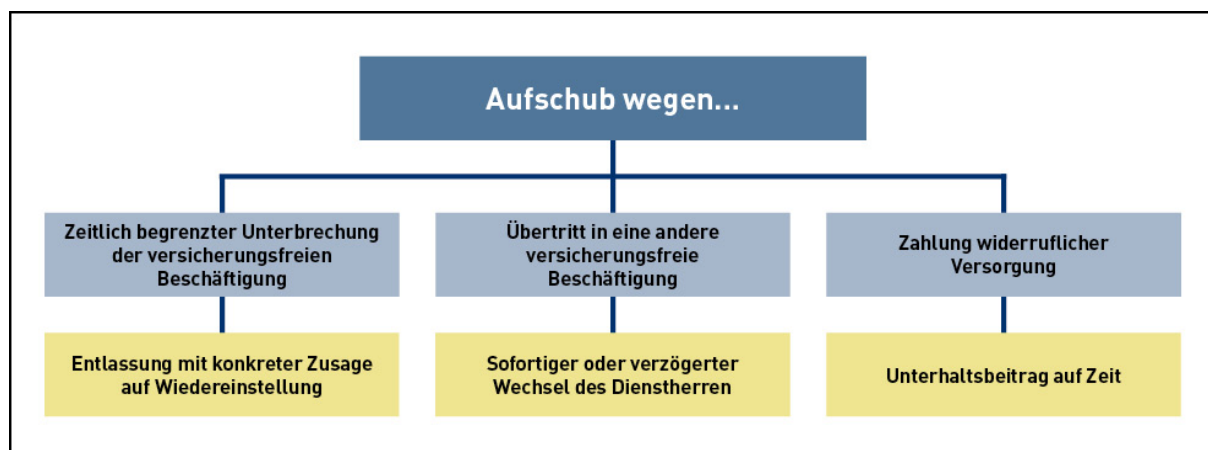 Aufschub wegen...
Zeitlich begrenzter Unterbrechung
der versicherungsfreien
Beschäftigung
Übertritt in eine andere
versicherungsfreie
Beschäftigung
Zahlung widerruflicher
Versorgung
Entlassung mit konkreter Zusage
auf Wiedereinstellung
Sofortiger oder verzögerter
Wechsel des Dienstherren
Unterhaltsbeitrag auf Zeit